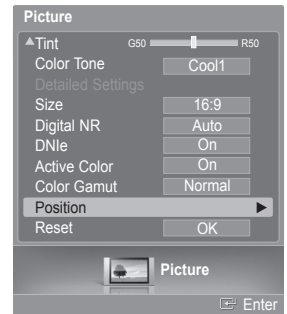 Picture
▲Tint G50 R50
Color Tone Cool1
Detailed Settings
Size 16:9
Digital NR Auto
DNIe On
Active Color On
Color Gamut Normal
Position ►
Reset OK
Picture
Enter